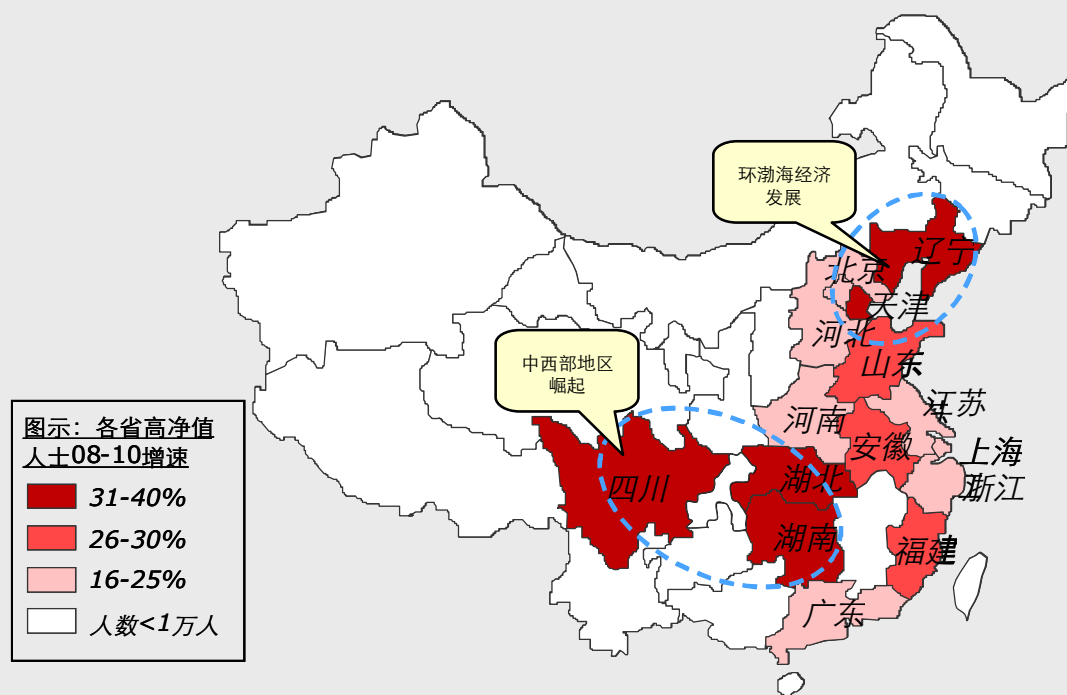 环渤海经济
发展
辽宁
北京
天津
河北
山东
中西部地区
崛起
江苏
河南
安徽
上海
浙江
四川
湖北
湖南
福建
广东
图示：各省高净值
人士08-10增速
31-40%
26-30%
16-25%
人数<1万人